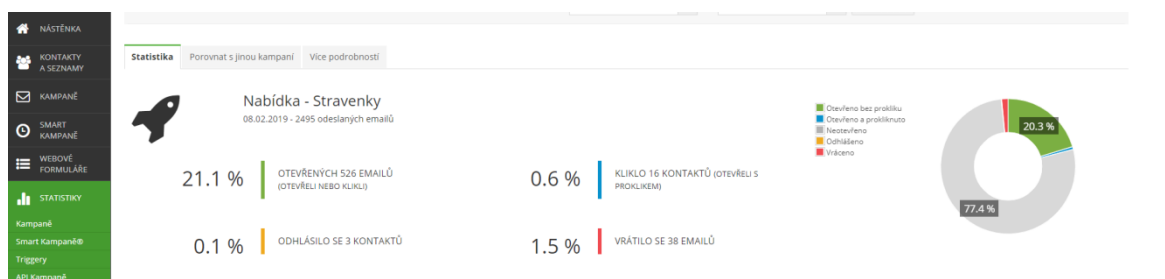 NÁSTĚNKA
KONTAKTY
A SEZNAMY
KAMPANĚ
SMART
KAMPANĚ
WEBOVÉ
FORMULÁŘE
STATISTIKY
Kampaně
Smart Kampaně®
Triggery
API Kampaně
Statistika
Porovnat s jinou kampaní
Více podrobností
Nabídka - Stravenky
08.02.2019 - 2495 odeslaných emailů
21.1 %
OTEVŘENÝCH 526 EMAILŮ
(OTEVŘELI NEBO KLIKLI)
0.6 %
KLIKLO 16 KONTAKTŮ (OTEVŘELI S
PROKLIKEM)
0.1 %
ODHLÁSILO SE 3 KONTAKTŮ
1.5 %
VRÁTILO SE 38 EMAILŮ
Otevřeno bez prokliku
Otevřeno a prokliknuto
Neotevřeno
Odhlášeno
Vráceno
20.3 %
77.4 %